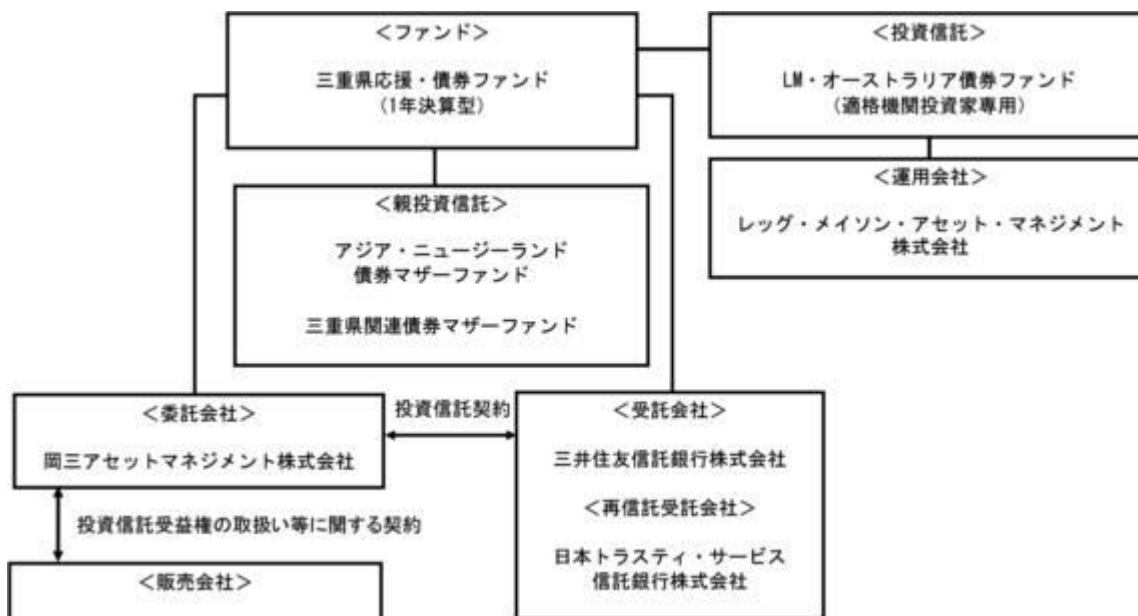 ＜ファンド＞
三重県応援・債券ファンド
（1年決算型）
＜投資信託＞
LM・オーストラリア債券ファンド
（適格機関投資家専用）
＜運用会社＞
レッグ・メイソン・アセット・マネジメント
株式会社
＜親投資信託＞
アジア・ニュージーランド
債券マザーファンド
三重県関連債券マザーファンド
＜委託会社＞
岡三アセットマネジメント株式会社
投資信託契約
＜受託会社＞
三井住友信託銀行株式会社
＜再信託受託会社＞
日本トラスティ・サービス
信託銀行株式会社
投資信託受益権の取扱い等に関する契約
＜販売会社＞